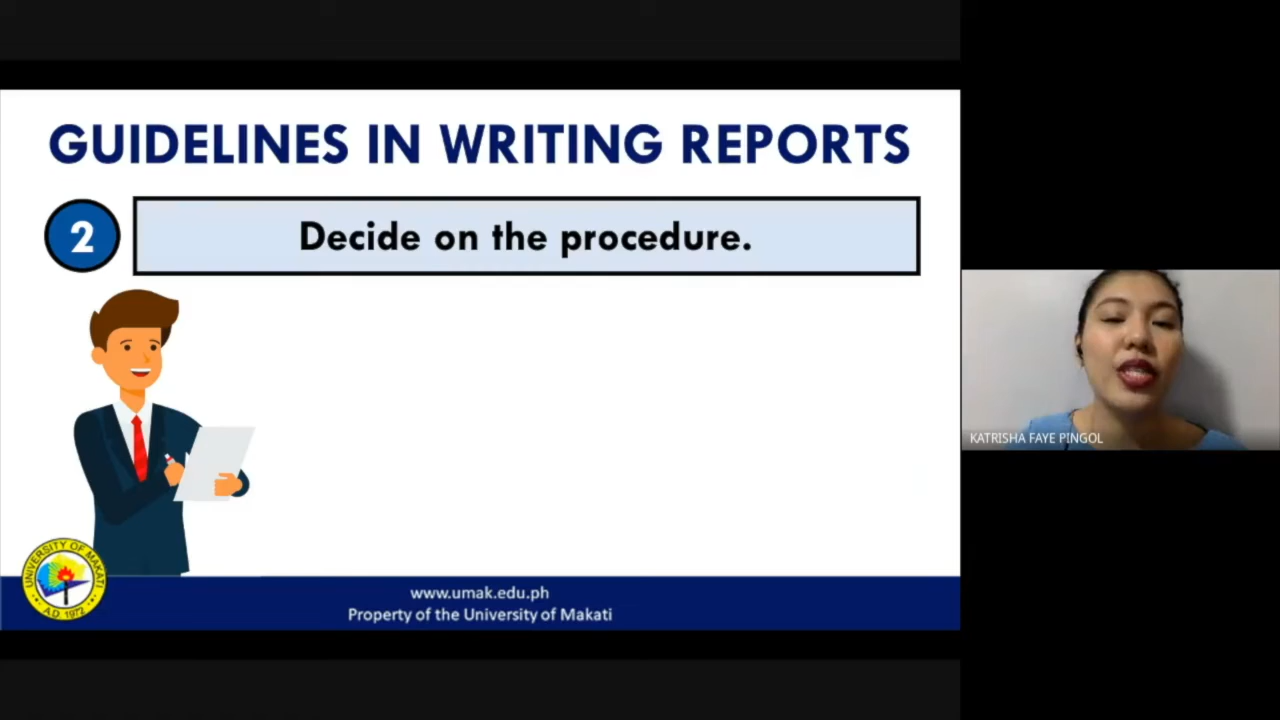 GUIDELINES IN WRITING REPORTS
2
Decide on the procedure.
KATRISHA FAYE PINGOL
UNIVERSITY OF MAKATI
A.D. 1972
www.umak.edu.ph
Property of the University of Makati